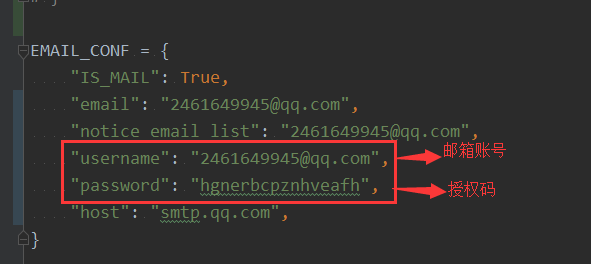 EMAIL_CONF = {
"IS_MAIL": True,
"email": "2461649945@qq.com",
"notice_email_list": "2461649945@qq.com",
"username": "2461649945@qq.com", 邮箱账号
"password": "hgnerbcpznhveafh", 授权码
"host": "smtp.qq.com",
}